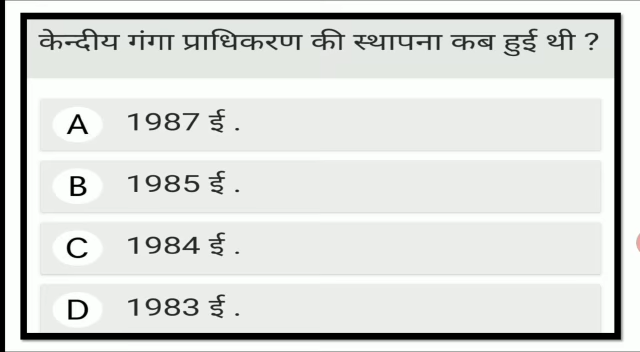 केन्दीय गंगा प्राधिकरण की स्थापना कब हुई थी ?
A 1987 ई .
B 1985 ई .
C 1984 ई .
D 1983 ई .